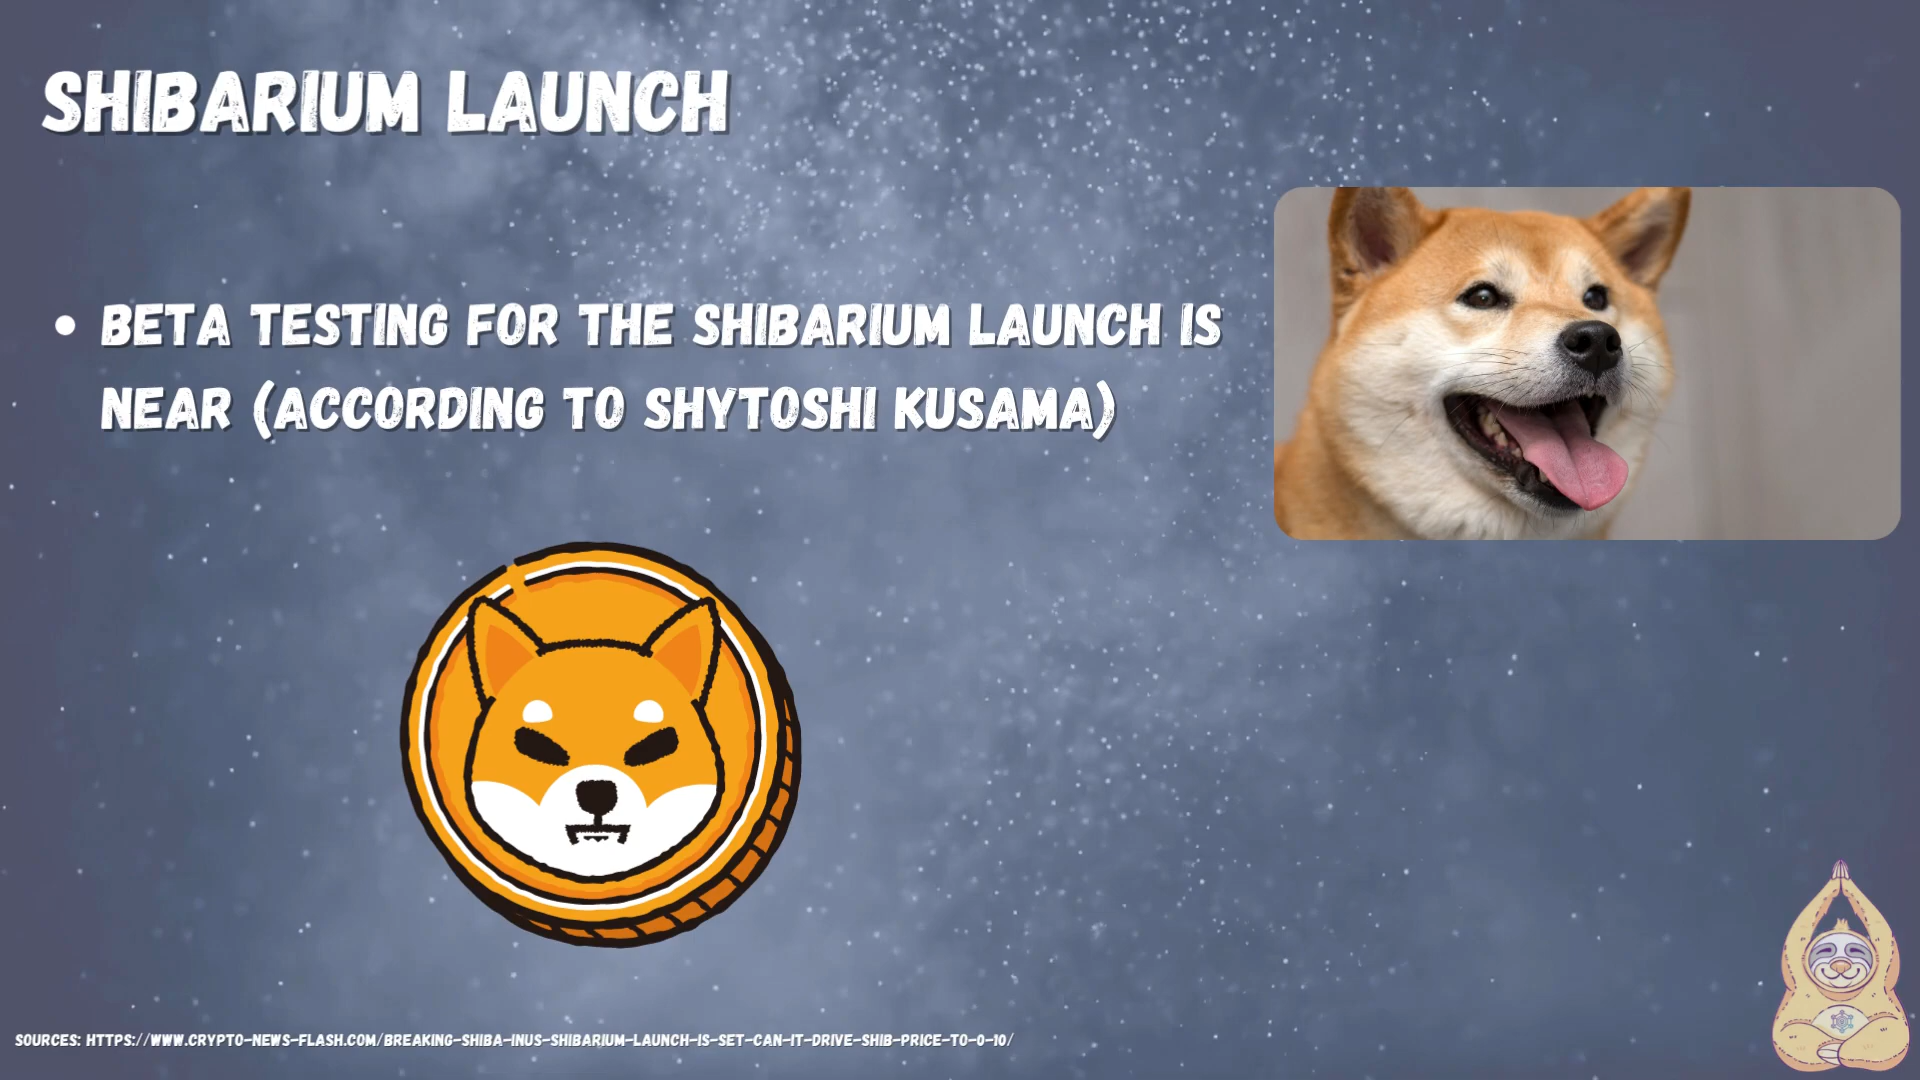 SHIBARIUM LAUNCH
• BETA TESTING FOR THE SHIBARIUM LAUNCH IS
NEAR (ACCORDING TO SHYTOSHI KUSAMA)
SOURCES: HTTPS://WWW.CRYPTO-NEWS-FLASH.COM/BREAKING-SHIBA-INUS-SHIBARIUM-LAUNCH-IS-SET-CAN-IT-DRIVE-SHIB-PRICE-TO-0-10/